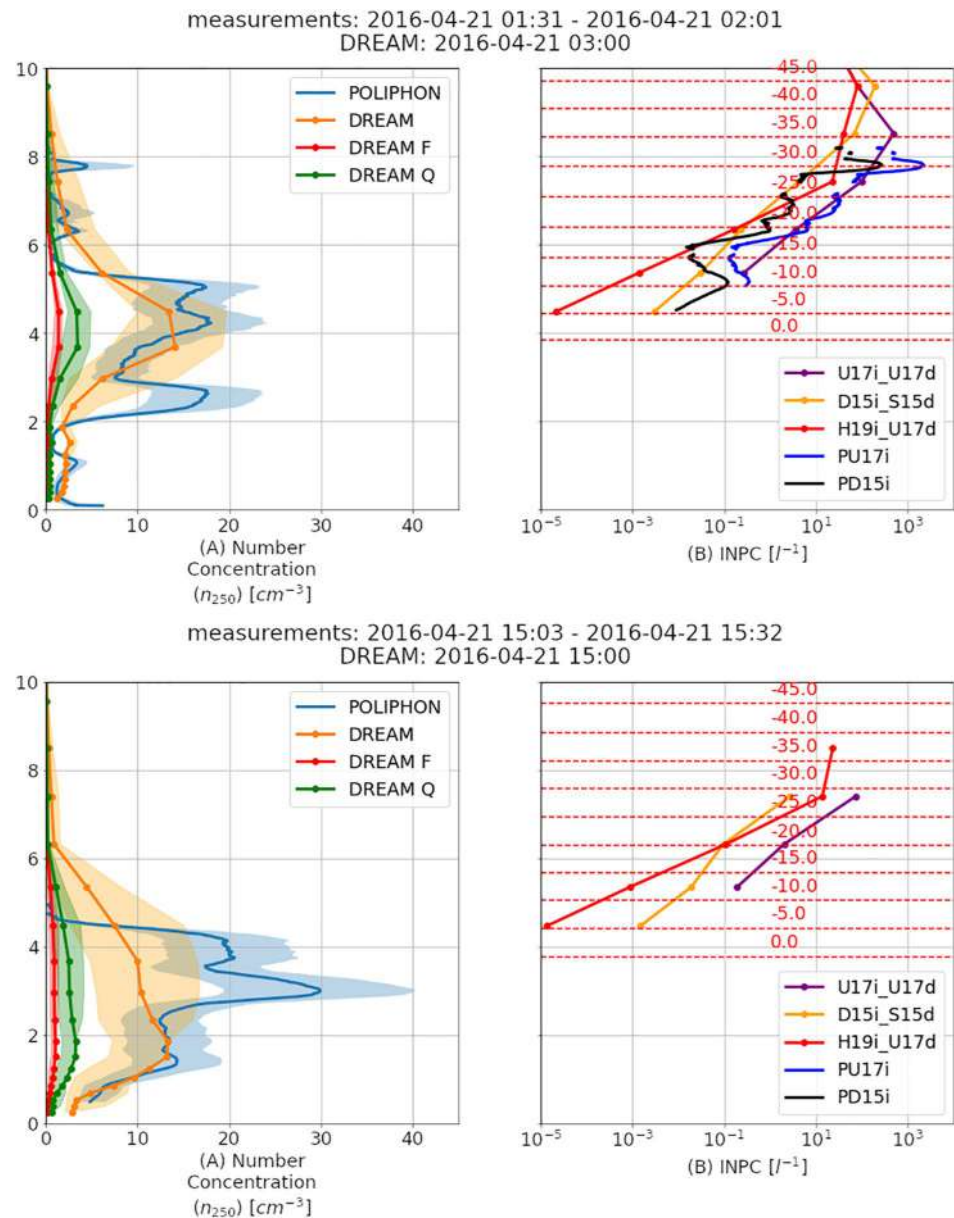 measurements: 2016-04-21 01:31 - 2016-04-21 02:01
DREAM: 2016-04-21 03:00
10
8
6
4
2
0
POLIPHON
DREAM
DREAM F
DREAM Q
0 10 20 30 40
(A) Number
Concentration
(n250) [cm−3]
45.0
-40.0
-35.0
-30.0
-25.0
-20.0
-15.0
-10.0
-5.0
0.0
U17i_U17d
D15i_S15d
H19i_U17d
PU17i
PD15i
10−5 10−3 10−1 101 103
(B) INPC [l−1]
measurements: 2016-04-21 15:03 - 2016-04-21 15:32
DREAM: 2016-04-21 15:00
10
8
6
4
2
0
POLIPHON
DREAM
DREAM F
DREAM Q
0 10 20 30 40
(A) Number
Concentration
(n250) [cm−3]
-45.0
-40.0
-35.0
-30.0
-25.0
-20.0
-15.0
-10.0
-5.0
0.0
U17i_U17d
D15i_S15d
H19i_U17d
PU17i
PD15i
10−5 10−3 10−1 101 103
(B) INPC [l−1]